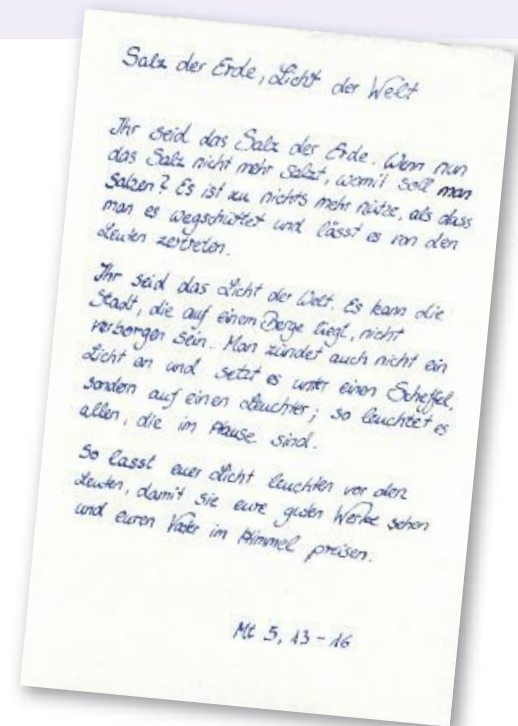 Salz der Erde, Licht der Welt
Ihr seid das Salz der Erde. Wenn nun
das Salz nicht mehr salzt, womit soll man
salzen? Es ist zu nichts mehr nütze, als dass
man es wegschüttet und lässt es von den
Leuten zertreten.
Ihr seid das Licht der Welt. Es kann die
Stadt, die auf einem Berge liegt, nicht
verborgen sein. Man zündet auch nicht ein
Licht an und setzt es unter einen Scheffel,
sondern auf einen Leuchter; so leuchtet es
allen, die im Hause sind.
So lasst euer Licht leuchten vor den
Leuten, damit sie eure guten Werke sehen
und euren Vater im Himmel preisen.
Mt 5, 13-16